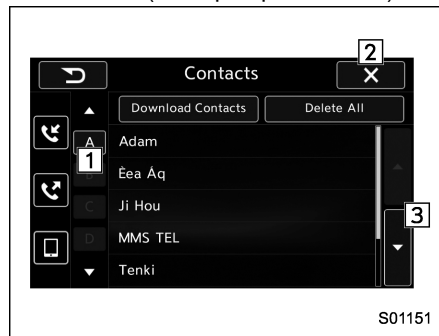 2
Contacts
Download Contacts Delete All
A Adam
1
Èea Áq
C Ji Hou
3
D MMS TEL
Tenki
S01151